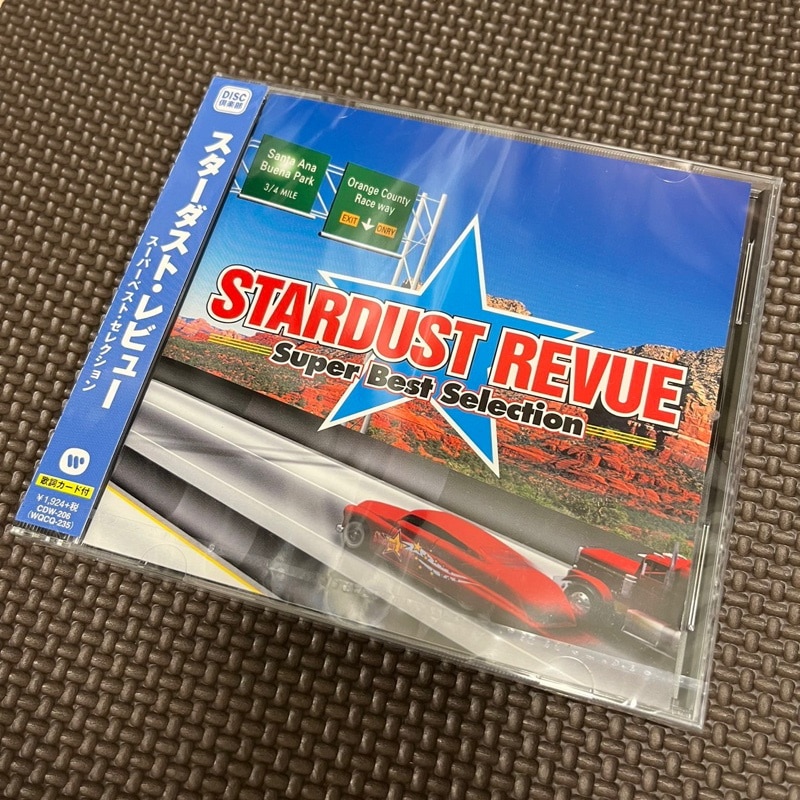 DISC
倶楽部
スターダスト・レビュー
スーパーベスト・セレクション
歌詞カード付
¥1,924+税
CDW-206
(WQCQ-235)
Santa Ana
Buena Park
3/4 MILE
Orange County
Race way
EXIT ONRY
STARDUST REVUE
Super Best Selection